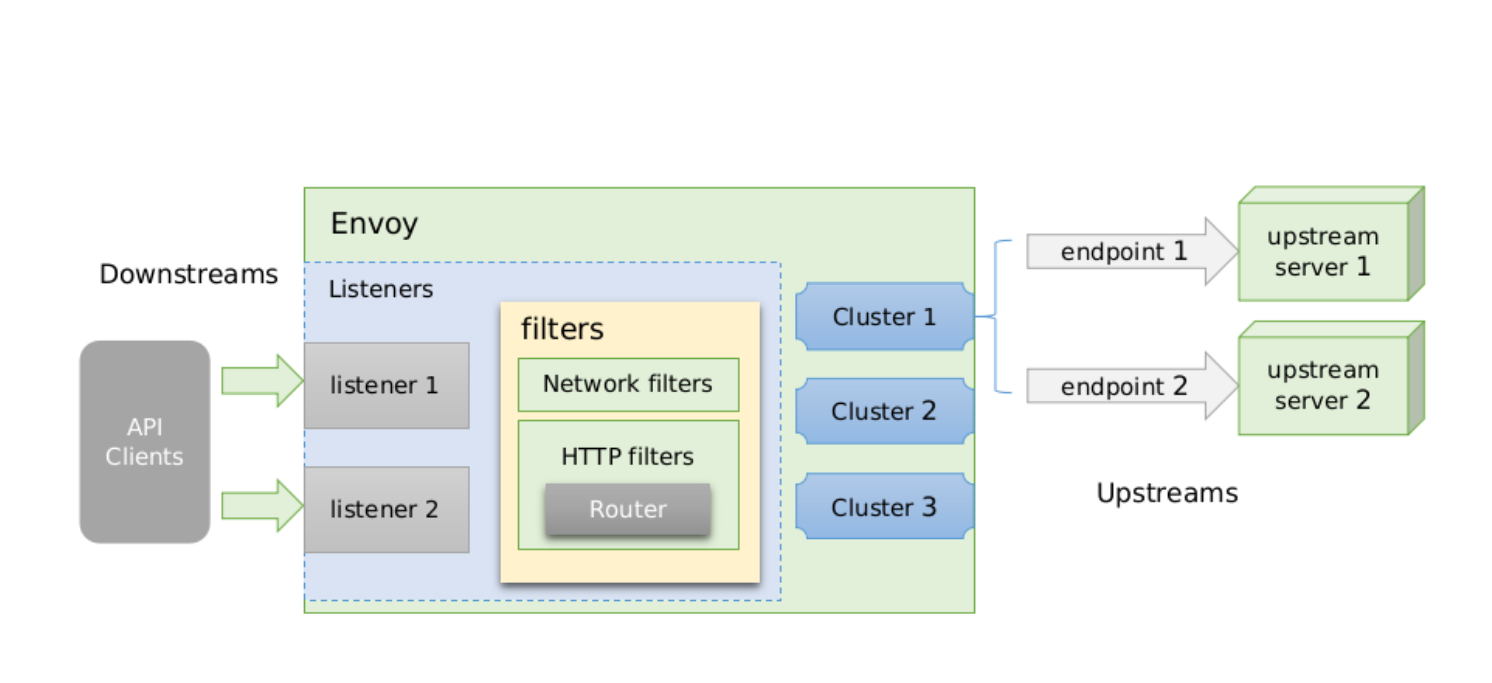 Envoy
Downstreams
Listeners
filters
Network filters
HTTP filters
Router
listener 1
listener 2
API
Clients
Cluster 1
Cluster 2
Cluster 3
endpoint 1
endpoint 2
upstream
server 1
upstream
server 2
Upstreams